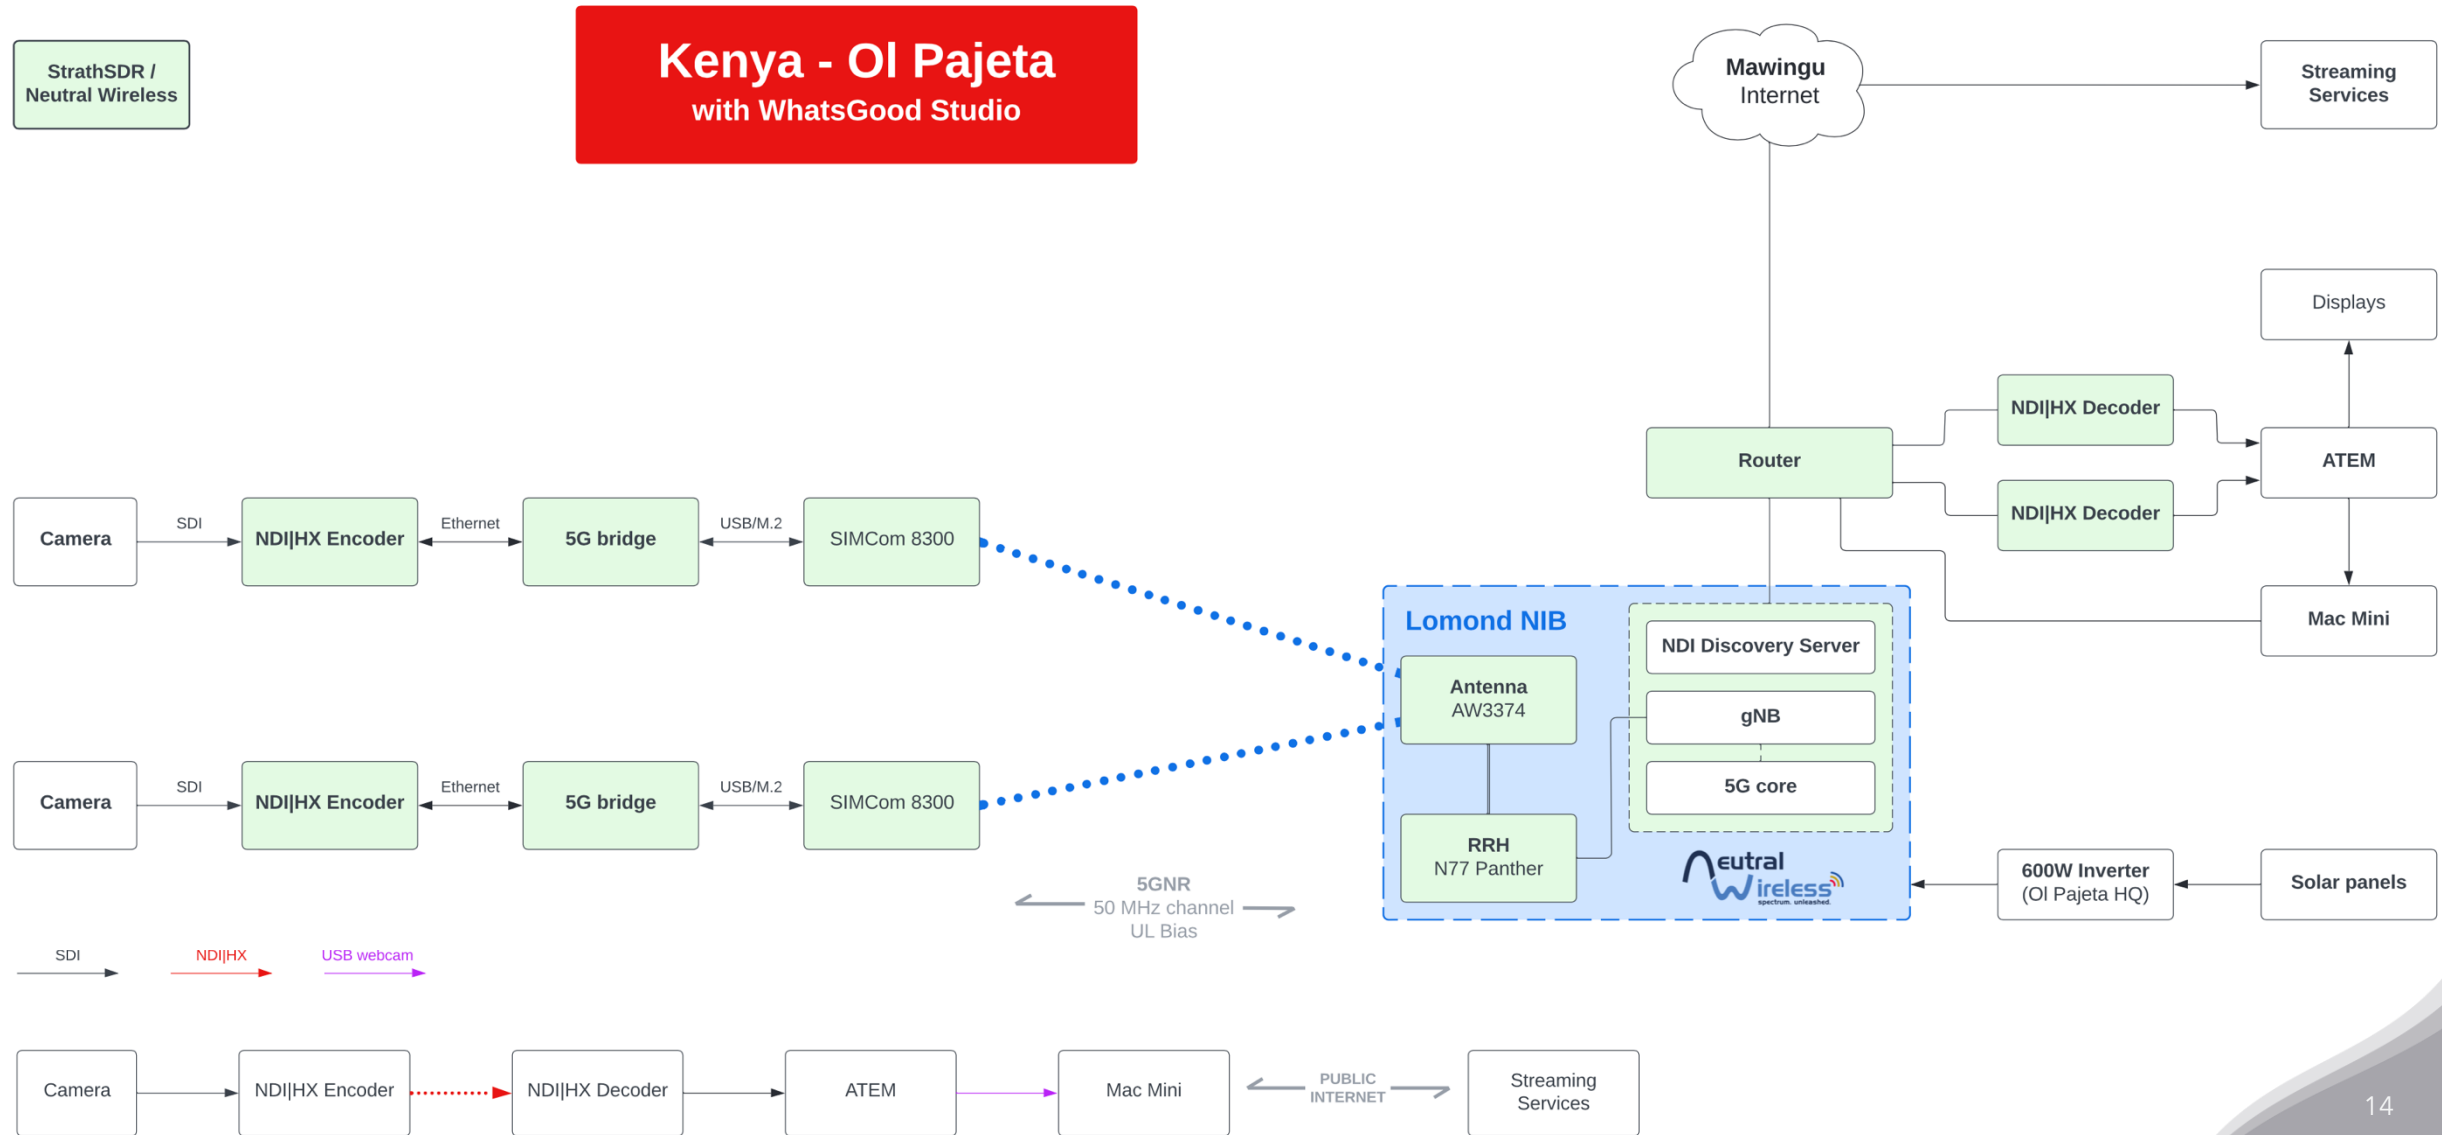 StrathSDR /
Neutral Wireless
Kenya - Ol Pajeta
with WhatsGood Studio
Mawingu
Internet
Streaming
Services
Displays
NDI|HX Decoder
Router
ATEM
NDI|HX Decoder
Camera
SDI
NDI|HX Encoder
Ethernet
5G bridge
USB/M.2
SIMCom 8300
Mac Mini
Lomond NIB
NDI Discovery Server
Antenna
AW3374
gNB
5G core
RRH
N77 Panther
Neutral
Wireless
spectrum. unleashed.
Camera
SDI
NDI|HX Encoder
Ethernet
5G bridge
USB/M.2
SIMCom 8300
600W Inverter
(Ol Pajeta HQ)
Solar panels
5GNR
50 MHz channel
UL Bias
SDI
NDI|HX
USB webcam
Camera
NDI|HX Encoder
NDI|HX Decoder
ATEM
Mac Mini
PUBLIC
INTERNET
Streaming
Services
14